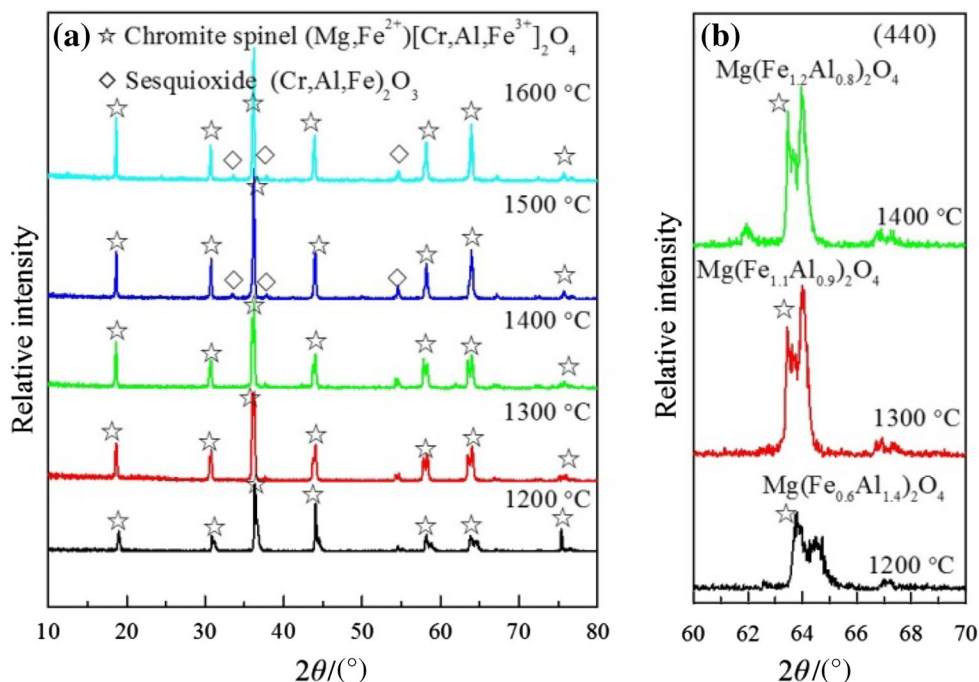 (a)
☆ Chromite spinel (Mg,Fe²⁺)[Cr,Al,Fe³⁺]₂O₄
◇ Sesquioxide (Cr,Al,Fe)₂O₃
1600 °C
1500 °C
1400 °C
1300 °C
1200 °C
Relative intensity
10 20 30 40 50 60 70 80
2θ/(°)
(b)
(440)
Mg(Fe₁.₂Al₀.₈)₂O₄
1400 °C
Mg(Fe₁.₁Al₀.₉)₂O₄
1300 °C
Mg(Fe₀.₆Al₁.₄)₂O₄
1200 °C
Relative intensity
60 62 64 66 68 70
2θ/(°)